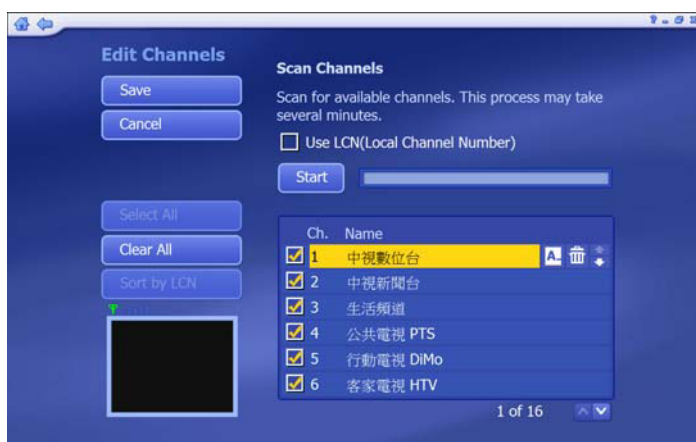 Edit Channels
Save
Cancel
Select All
Clear All
Sort by LCN
Scan Channels
Scan for available channels. This process may take
several minutes.
Use LCN(Local Channel Number)
Start
Ch. Name
1 中視數位台 A..
2 中視新聞台
3 生活頻道
4 公共電視 PTS
5 行動電視 DiMo
6 客家電視 HTV
1 of 16